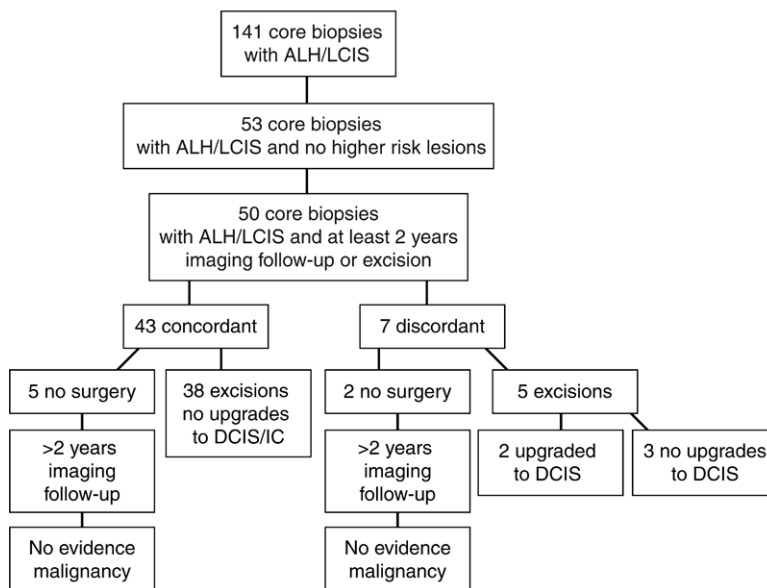 141 core biopsies
with ALH/LCIS
53 core biopsies
with ALH/LCIS and no higher risk lesions
50 core biopsies
with ALH/LCIS and at least 2 years
imaging follow-up or excision
43 concordant
7 discordant
5 no surgery
38 excisions
no upgrades
to DCIS/IC
2 no surgery
5 excisions
>2 years
imaging
follow-up
>2 years
imaging
follow-up
2 upgraded
to DCIS
3 no upgrades
to DCIS
No evidence
malignancy
No evidence
malignancy